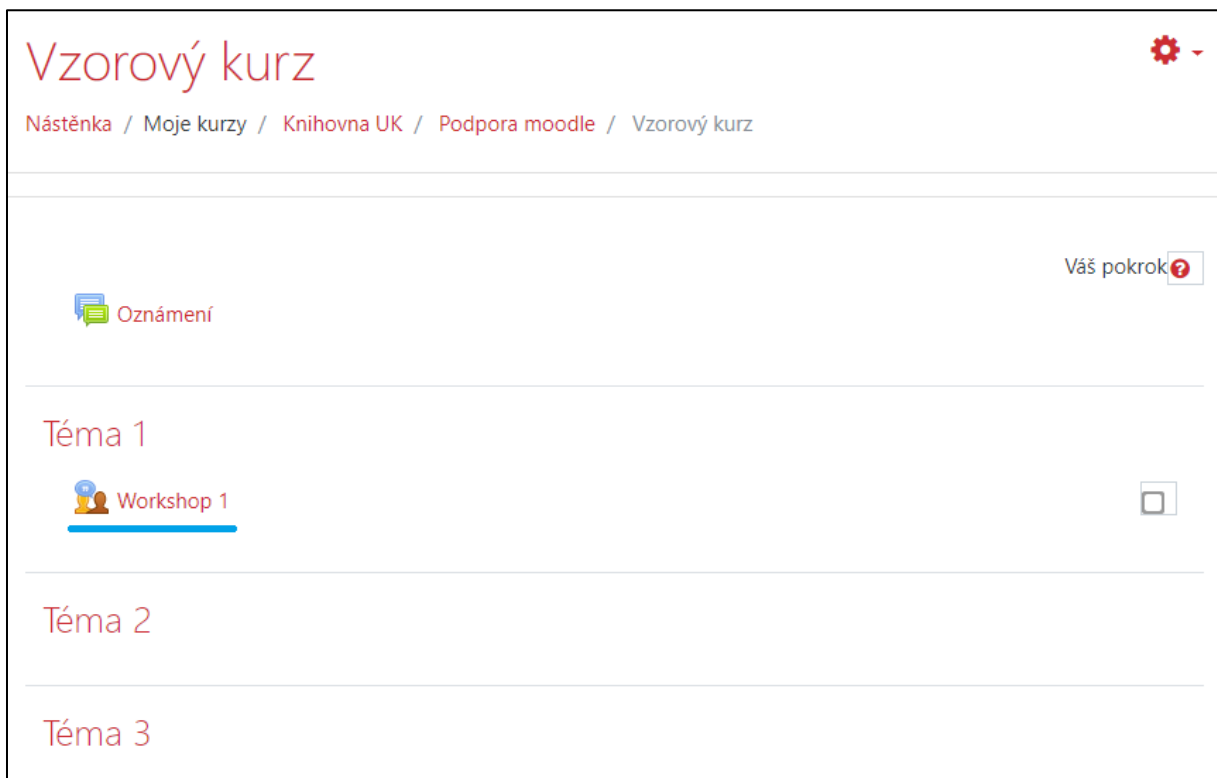 Vzorový kurz
Nástěnka / Moje kurzy / Knihovna UK / Podpora moodle / Vzorový kurz
Váš pokrok
Oznámení
Téma 1
Workshop 1
Téma 2
Téma 3